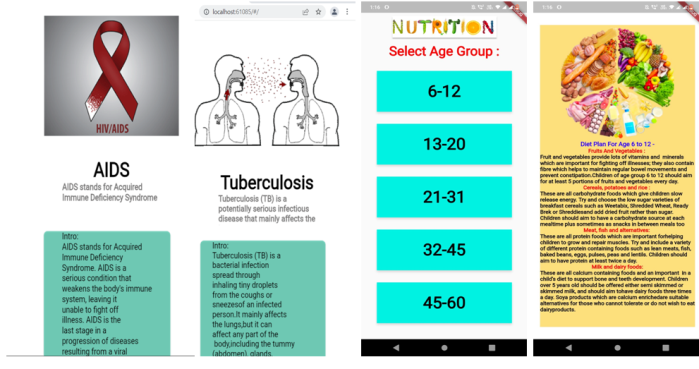 HIV/AIDS
AIDS
AIDS stands for Acquired
Immune Deficiency Syndrome
Intro:
AIDS stands for Acquired
Immune Deficiency
Syndrome. AIDS is a
serious condition that
weakens the body's immune
system, leaving it
unable to fight off
illness. AIDS is the
last stage in a
progression of diseases
resulting from a viral
localhost:61085/#/
Tuberculosis
Tuberculosis (TB) is a
potentially serious infectious
disease that mainly affects the
Intro:
Tuberculosis (TB) is a
bacterial infection
spread through
inhaling tiny droplets
from the coughs or
sneezesof an infected
person.It mainly affects
the lungs,but it can
affect any part of the
body,including the tummy
(abdomen), glands,
1:16
NUTRITION
Select Age Group :
6-12
13-20
21-31
32-45
45-60
1:16
Diet Plan For Age 6 to 12 -
Fruits And Vegetables :
Fruit and vegetables provide lots of vitamins and minerals
which are important for fighting off illnesses; they also contain
fibre which helps to maintain regular bowel movements and
prevent constipation.Children of age group 6 to 12 should aim
for at least 5 portions of fruits and vegetables every day.
Cereals, potatoes and rice :
These are all carbohydrate foods which give children slow
release energy. Try and choose the low sugar varieties of
breakfast cereals such as Weetabix, Shredded Wheat, Ready
Brek or Shreddiesand add dried fruit rather than sugar.
Children should aim to have a carbohydrate source at each
mealtime plus sometimes as snacks in between meals too
Meat, fish and alternatives:
These are all protein foods which are important forhelping
children to grow and repair muscles. Try and include a variety
of different protein containing foods such as lean meats, fish,
baked beans, eggs, pulses, peas and lentils. Children should
aim to have protein at least twice a day.
Milk and dairy foods:
These are all calcium containing foods and an important in a
child's diet to support bone and teeth development. Children
over 5 years old should be offered either semi skimmed or
skimmed milk, and should aim tohave dairy foods three times
a day. Soya products which are calcium enrichedare suitable
alternatives for those who cannot tolerate or do not wish to eat
dairyproducts.